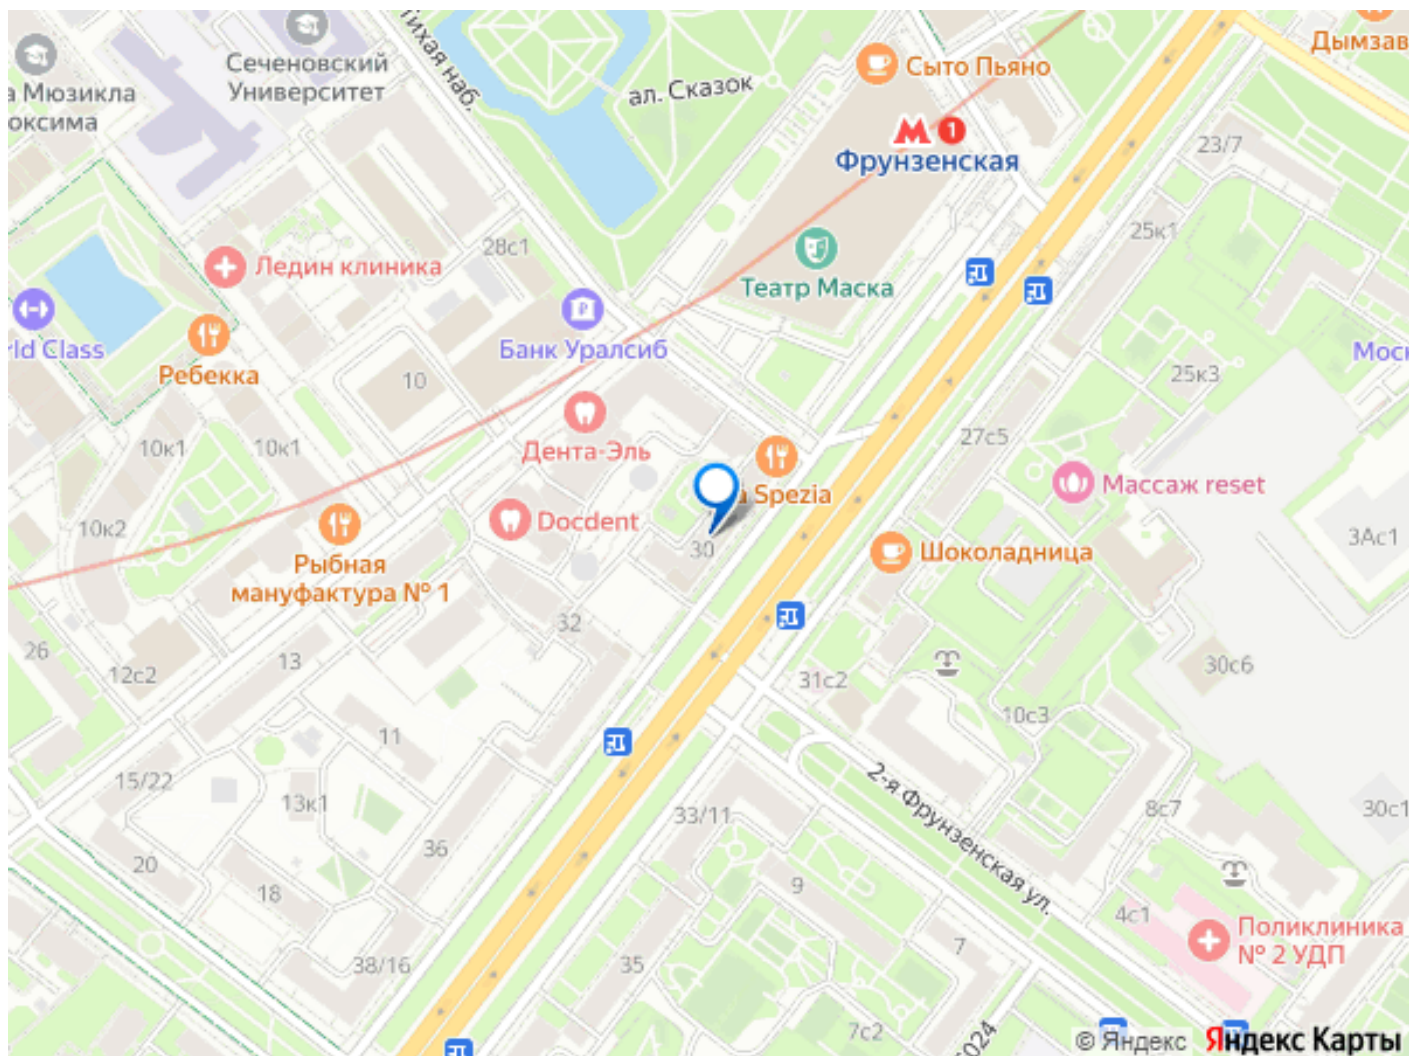 Сеченовский
Университет
Тихая наб.
ал. Сказок
Сыто Пьяно
Дымзав
а Мюзикла
оксима
1
Фрунзенская
23/7
28с1
25к1
Ледин клиника
Театр Маска
rld Class
Банк Уралсиб
Ребекка
Моск
10
25к3
10к1
10к1
Дента-Эль
27с5
a Spezia
Массаж reset
10к2
Docdent
30
Шоколадница
3Ас1
Рыбная
мануфактура № 1
32
26
13
12с2
31с2
30с6
10с3
11
15/22
13к1
2-я Фрунзенская ул.
33/11
8с7
30с1
36
20
18
9
4с1
Поликлиника
№ 2 УДП
7
38/16
35
7с2
5024
© Яндекс
Яндекс Карты